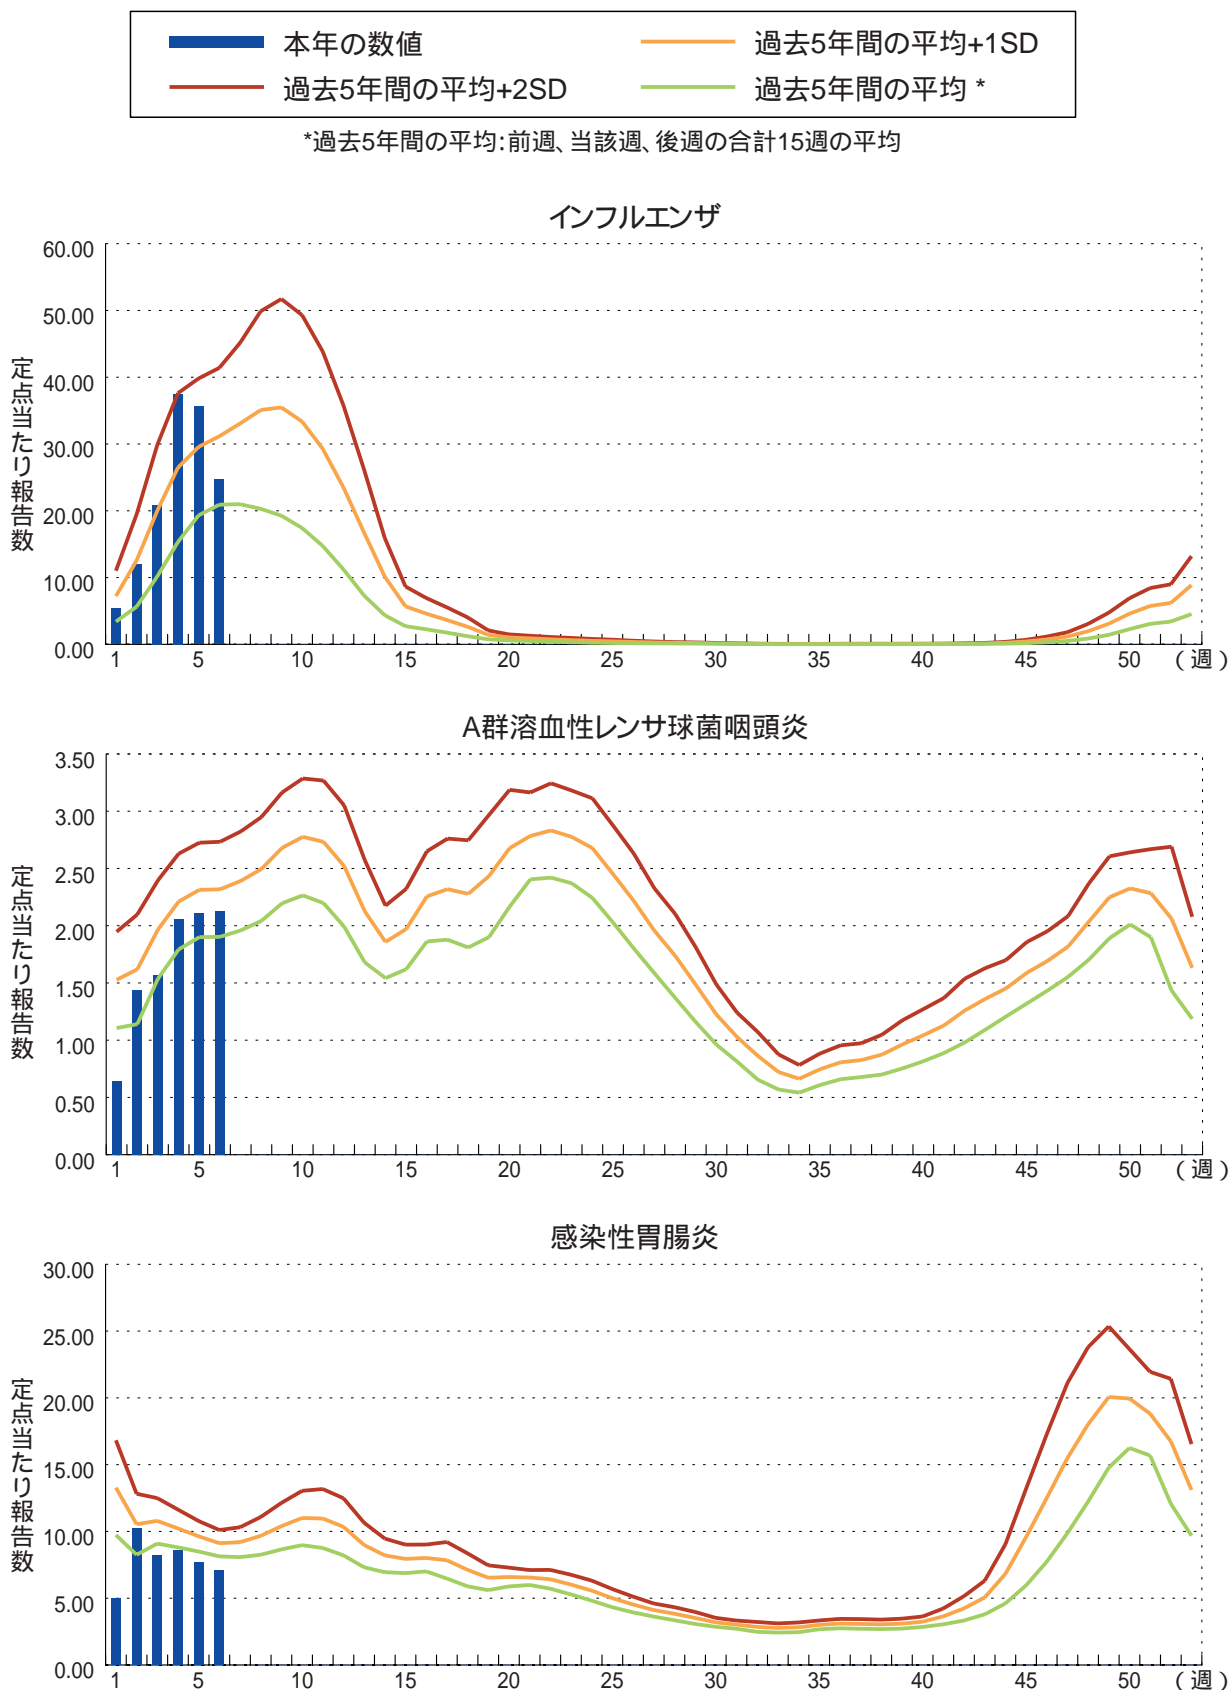 本年の数値
過去5年間の平均+1SD
過去5年間の平均+2SD
過去5年間の平均 *
*過去5年間の平均:前週、当該週、後週の合計15週の平均
インフルエンザ
定点当たり報告数
60.00
50.00
40.00
30.00
20.00
10.00
0.00
1 5 10 15 20 25 30 35 40 45 50 (週)
A群溶血性レンサ球菌咽頭炎
定点当たり報告数
3.50
3.00
2.50
2.00
1.50
1.00
0.50
0.00
1 5 10 15 20 25 30 35 40 45 50 (週)
感染性胃腸炎
定点当たり報告数
30.00
25.00
20.00
15.00
10.00
5.00
0.00
1 5 10 15 20 25 30 35 40 45 50 (週)